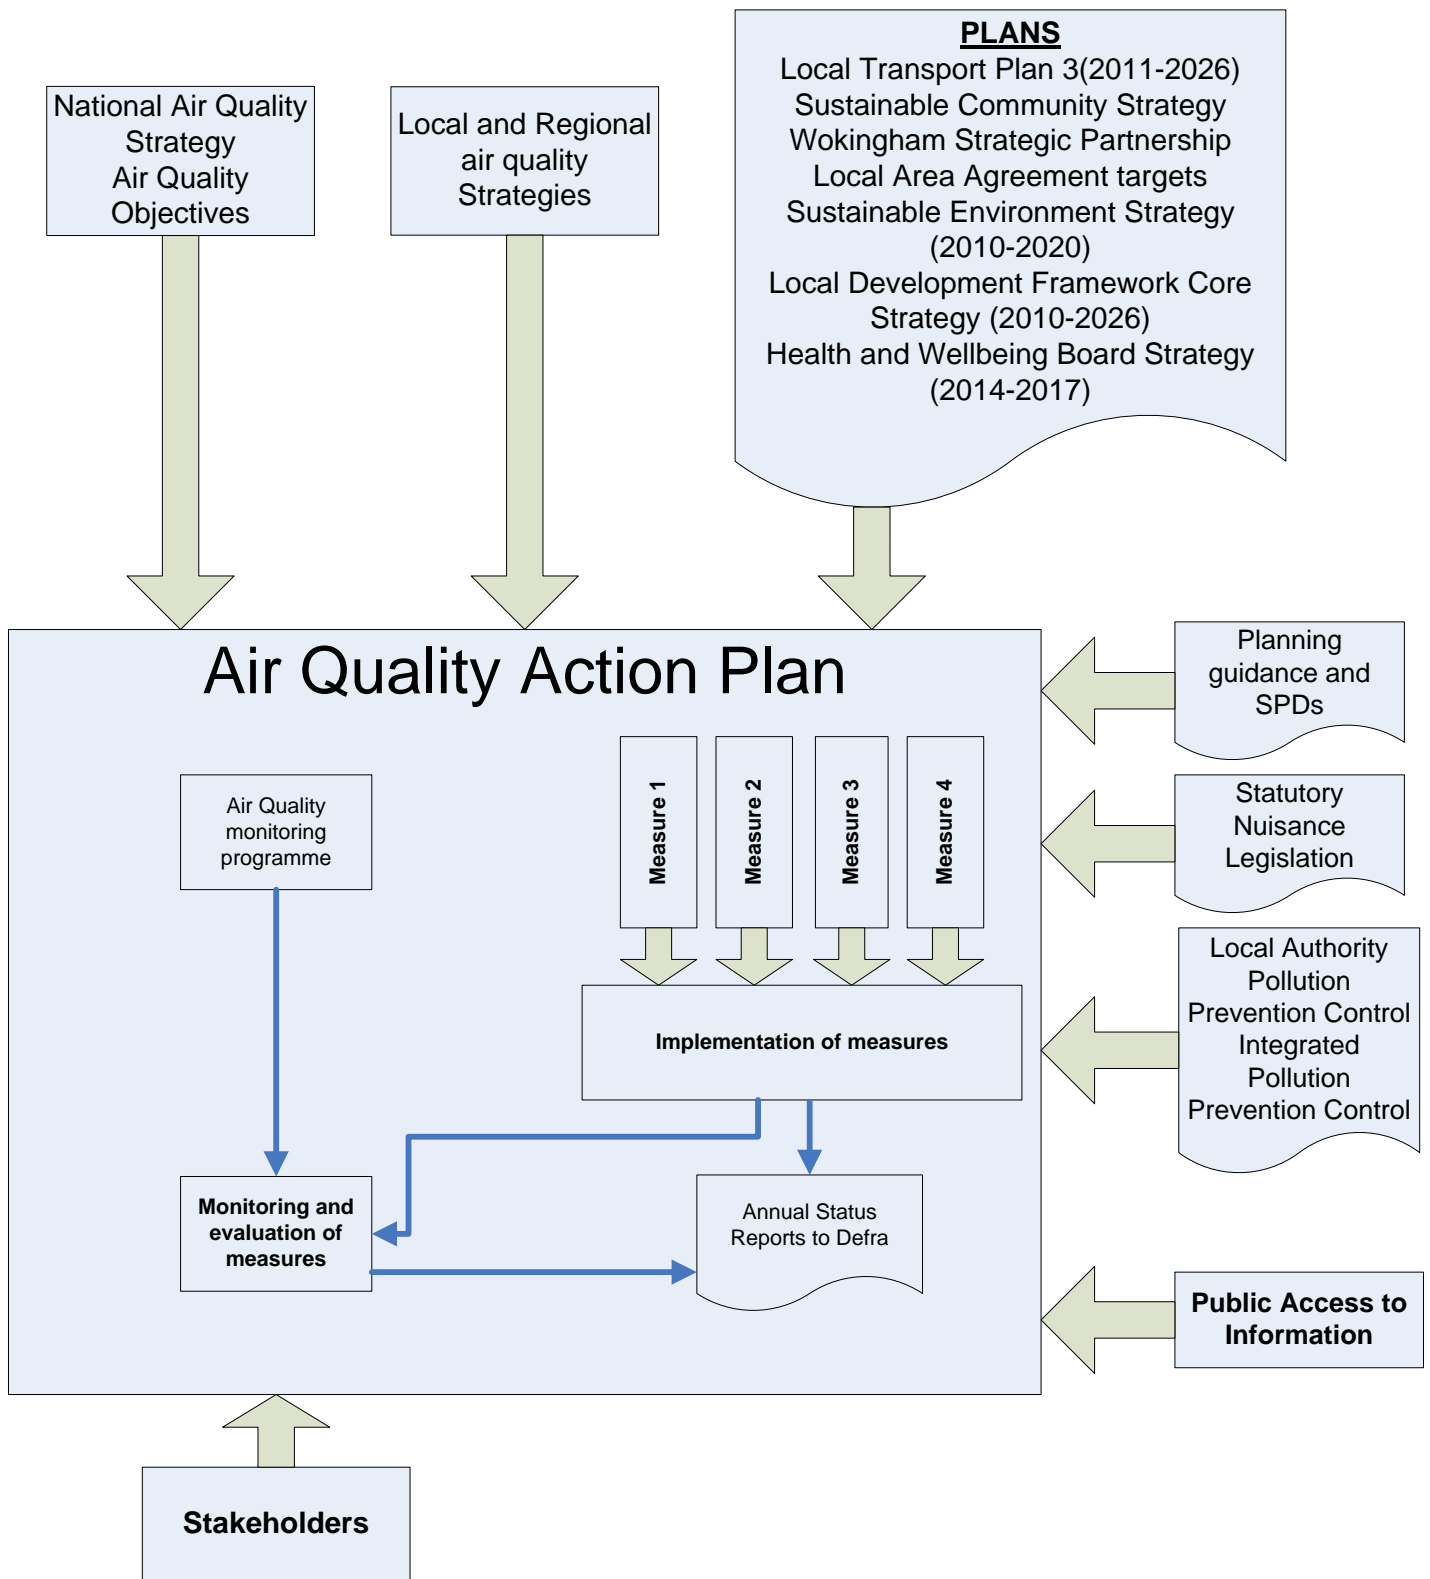 PLANS
Local Transport Plan 3(2011-2026)
Sustainable Community Strategy
Wokingham Strategic Partnership
Local Area Agreement targets
Sustainable Environment Strategy
(2010-2020)
Local Development Framework Core
Strategy (2010-2026)
Health and Wellbeing Board Strategy
(2014-2017)
National Air Quality
Strategy
Air Quality
Objectives
Local and Regional
air quality
Strategies
Air Quality Action Plan
Planning
guidance and
SPDs
Measure 1
Measure 2
Measure 3
Measure 4
Air Quality
monitoring
programme
Statutory
Nuisance
Legislation
Local Authority
Pollution
Prevention Control
Integrated
Pollution
Prevention Control
Implementation of measures
Monitoring and
evaluation of
measures
Annual Status
Reports to Defra
Public Access to
Information
Stakeholders